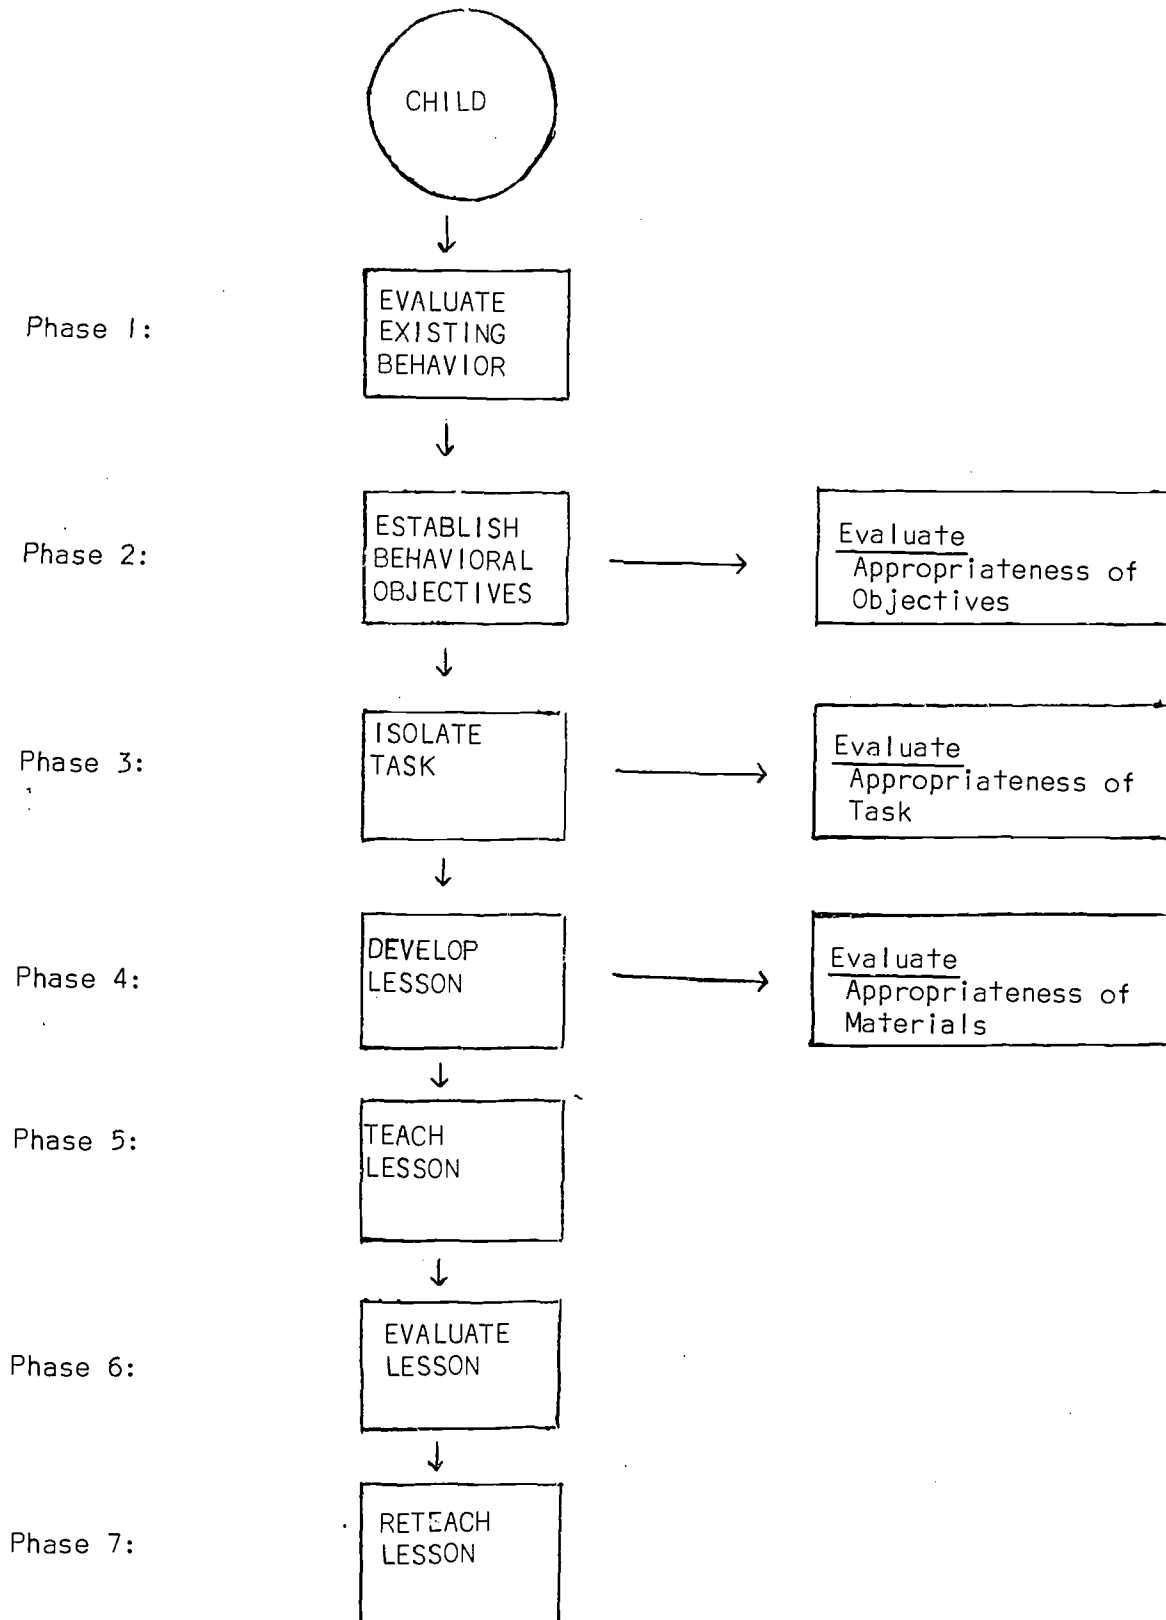 CHILD
Phase 1:
EVALUATE
EXISTING
BEHAVIOR
Phase 2:
ESTABLISH
BEHAVIORAL
OBJECTIVES
Evaluate
Appropriateness of
Objectives
Phase 3:
ISOLATE
TASK
Evaluate
Appropriateness of
Task
Phase 4:
DEVELOP
LESSON
Evaluate
Appropriateness of
Materials
Phase 5:
TEACH
LESSON
Phase 6:
EVALUATE
LESSON
Phase 7:
RETEACH
LESSON